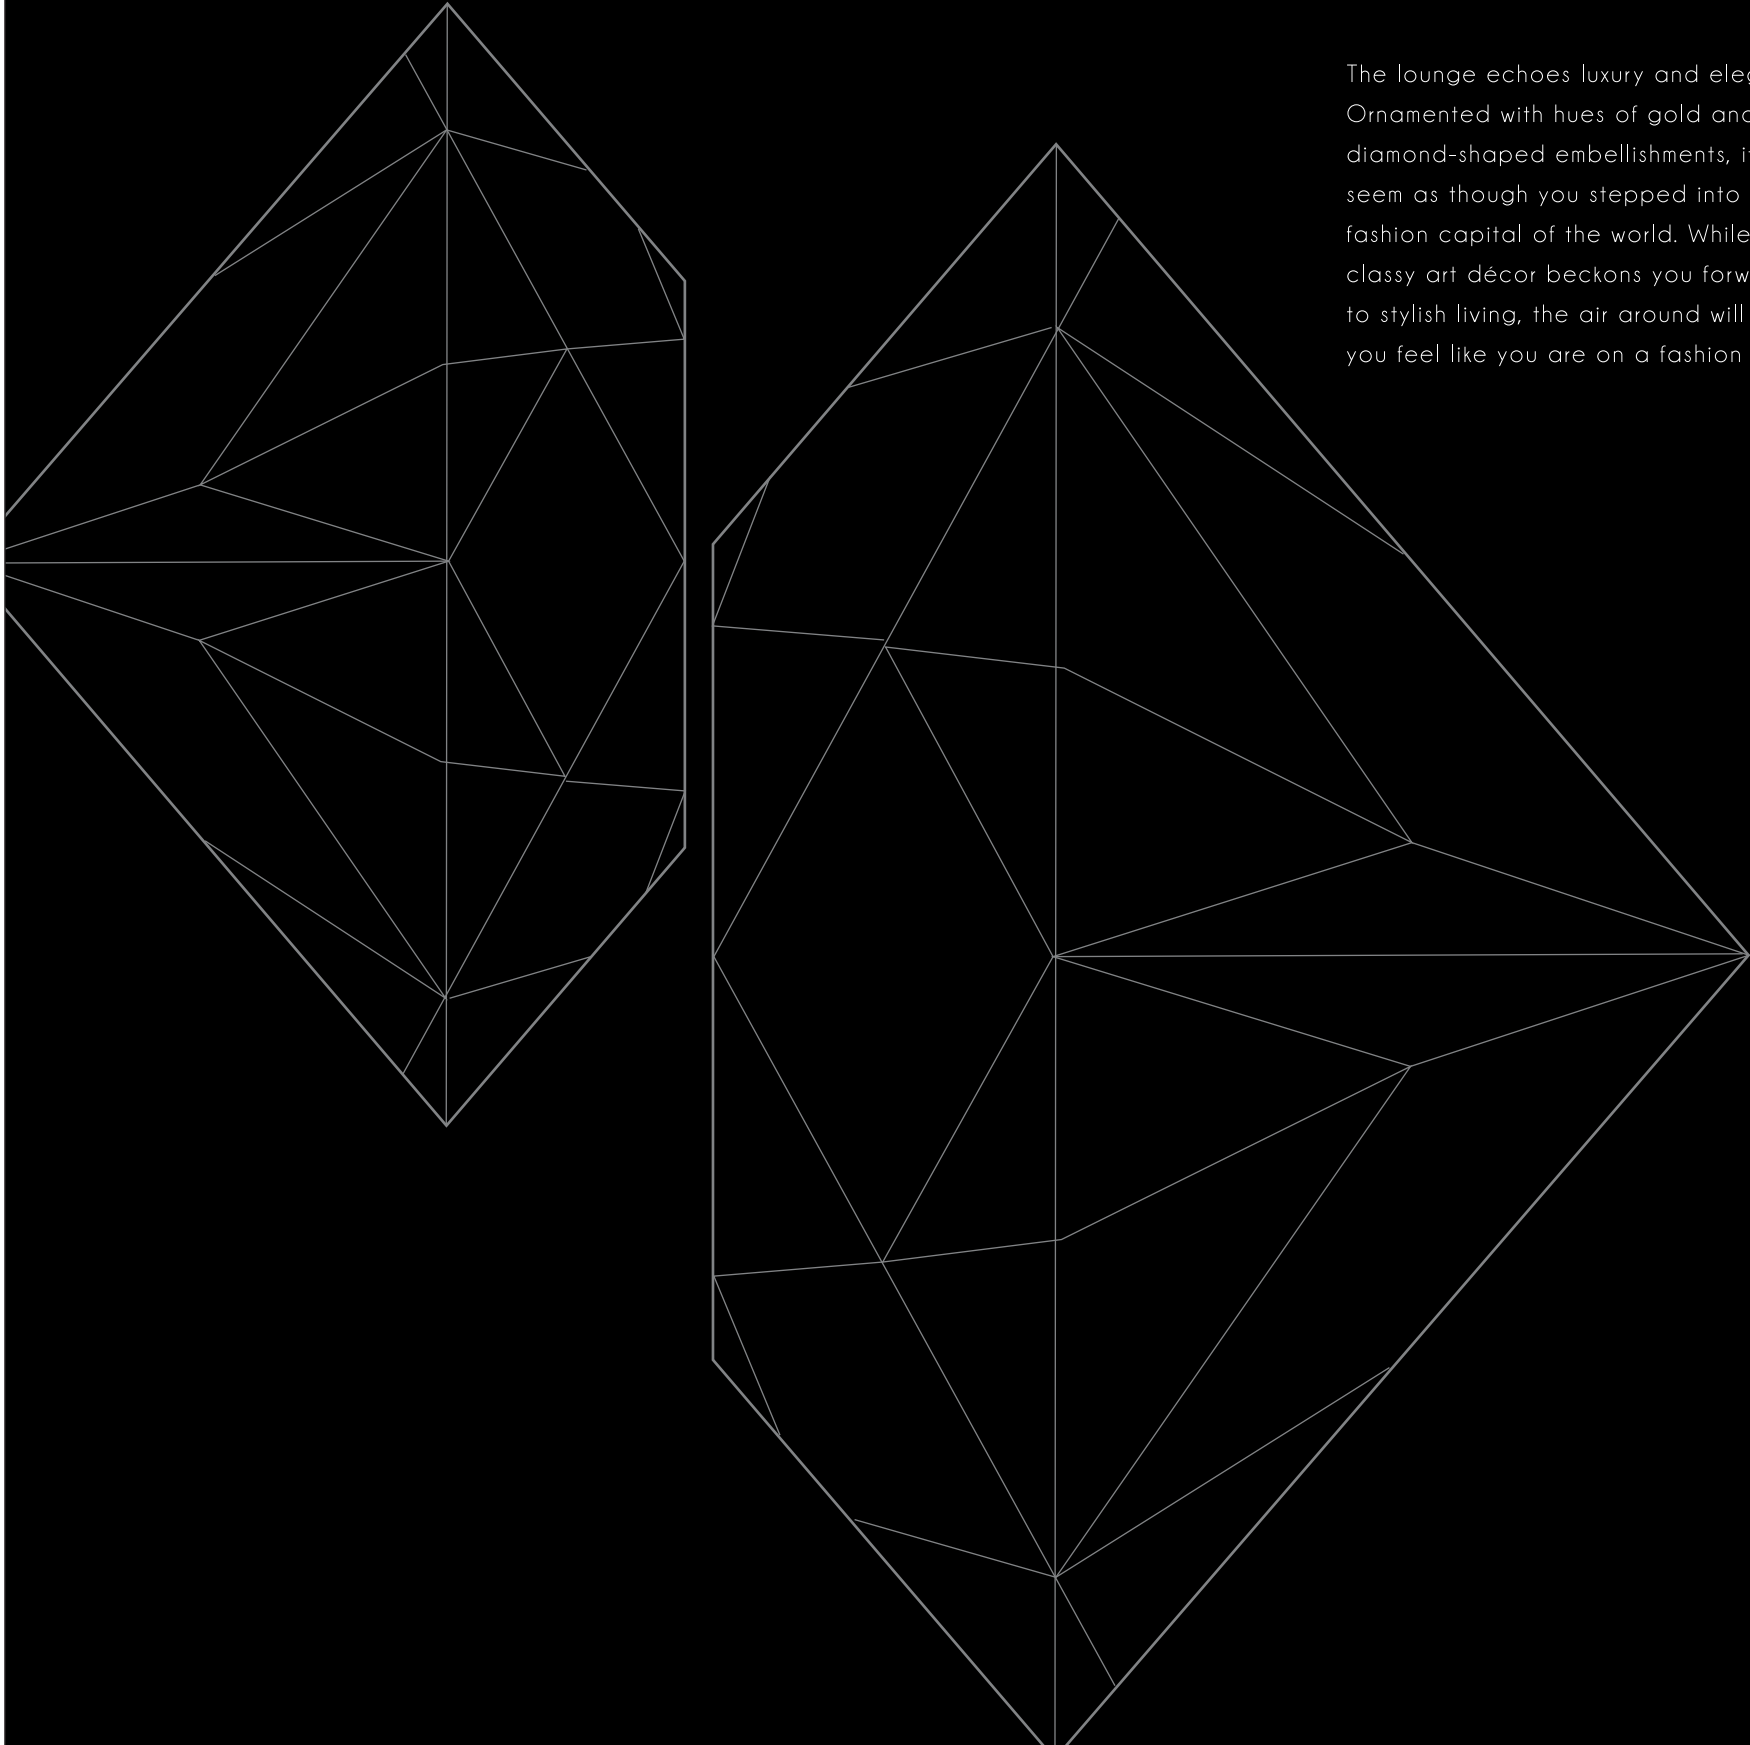 The lounge echoes luxury and
Ornamented with hues of gold and
diamond-shaped embellishments,
seem as though you stepped into
fashion capital of the world. While
classy art décor beckons you
to stylish living, the air around will
you feel like you are on a fashion